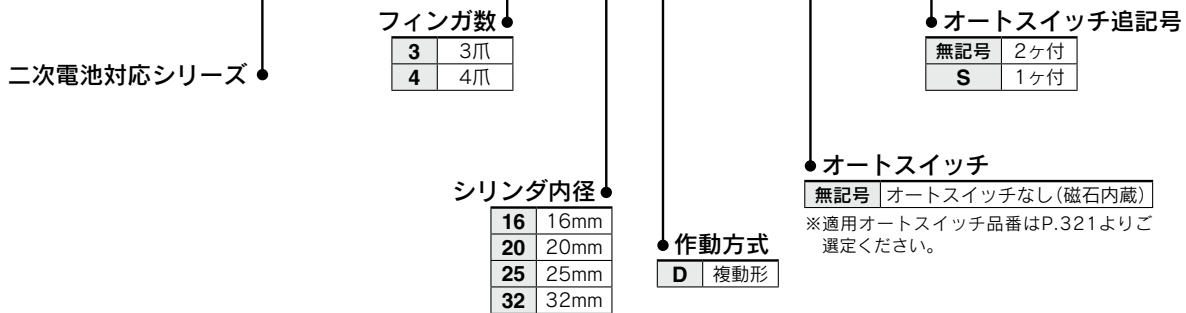 フィンガ数
3 3爪
4 4爪
オートスイッチ追記号
無記号 2ヶ付
S 1ヶ付
二次電池対応シリーズ
オートスイッチ
無記号 オートスイッチなし(磁石内蔵)
※適用オートスイッチ品番はP.321よりご
選定ください。
シリンダ内径
16 16mm
20 20mm
25 25mm
32 32mm
作動方式
D 複動形